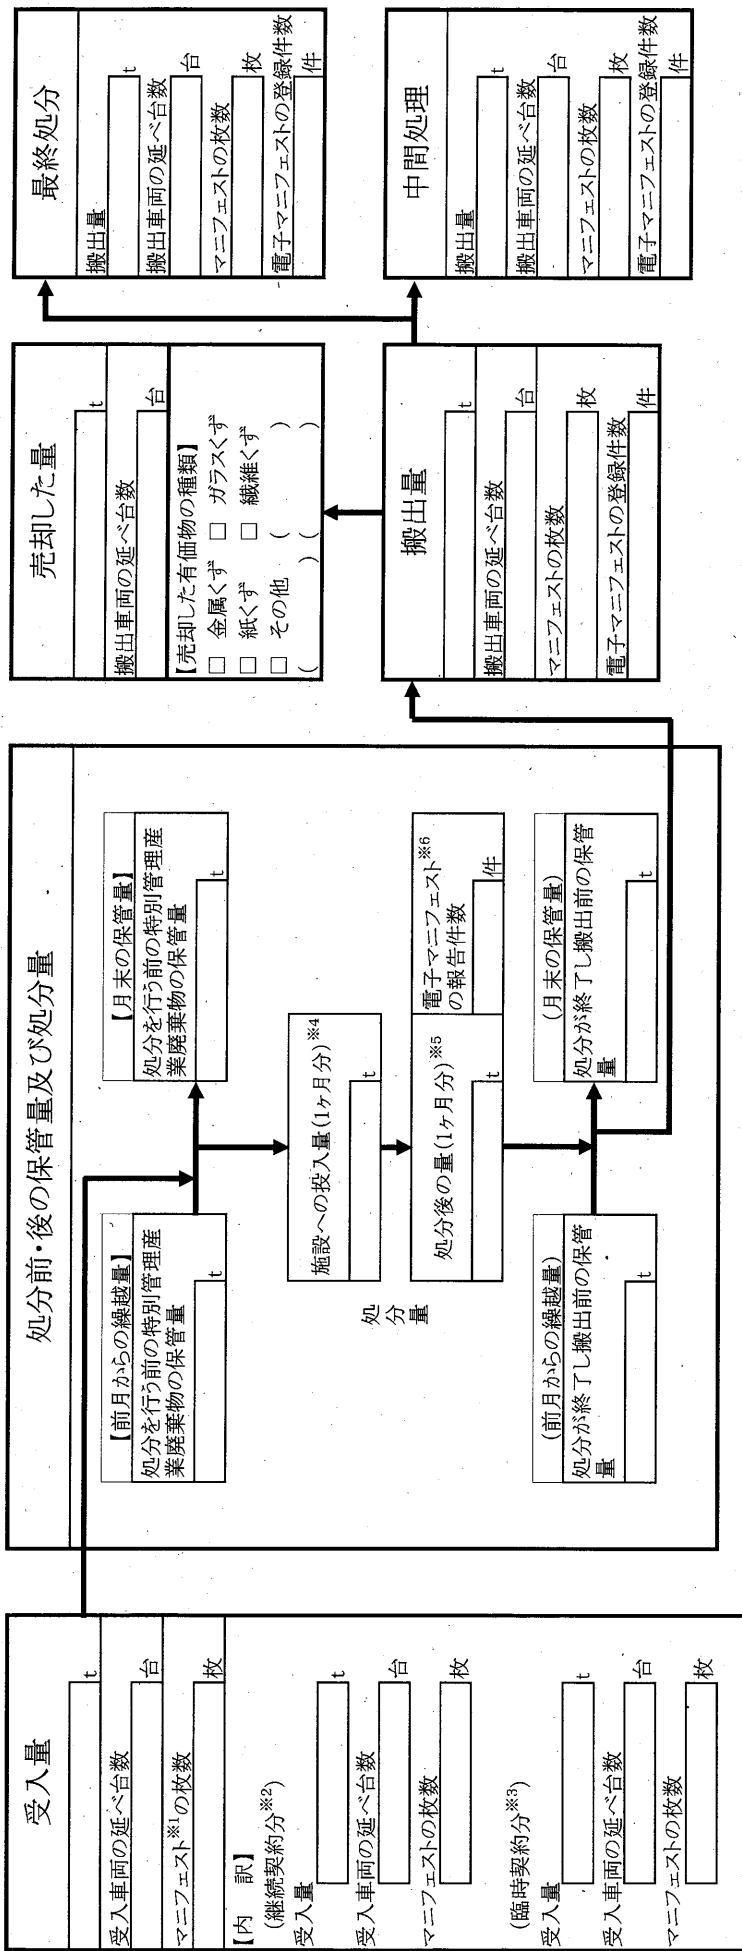 受入量
t
受入車両の延べ台数
台
マニフェスト※1の枚数
枚
【内　訳】
(継続契約分※2)
受入量
t
受入車両の延べ台数
台
マニフェストの枚数
枚
(臨時契約分※3)
受入量
t
受入車両の延べ台数
台
マニフェストの枚数
枚
処分前・後の保管量及び処分量
【前月からの繰越量】
処分を行う前の特別管理産
業廃棄物の保管量
t
【月末の保管量】
処分を行う前の特別管理産
業廃棄物の保管量
t
処分量
施設への投入量(1ヶ月分)※4
t
処分後の量(1ヶ月分)※5
t
電子マニフェスト※6
の報告件数
件
(前月からの繰越量)
処分が終了し搬出前の保管
量
t
(月末の保管量)
処分が終了し搬出前の保管
量
t
売却した量
t
搬出車両の延べ台数
台
【売却した有価物の種類】
□ 金属くず □ ガラスくず
□ 紙くず □ 繊維くず
□ その他 (　　　)
(　　　) (　　　)
搬出量
t
搬出車両の延べ台数
台
マニフェストの枚数
枚
電子マニフェストの登録件数
件
最終処分
搬出量
t
搬出車両の延べ台数
台
マニフェストの枚数
枚
電子マニフェストの登録件数
件
中間処理
搬出量
t
搬出車両の延べ台数
台
マニフェストの枚数
枚
電子マニフェストの登録件数
件